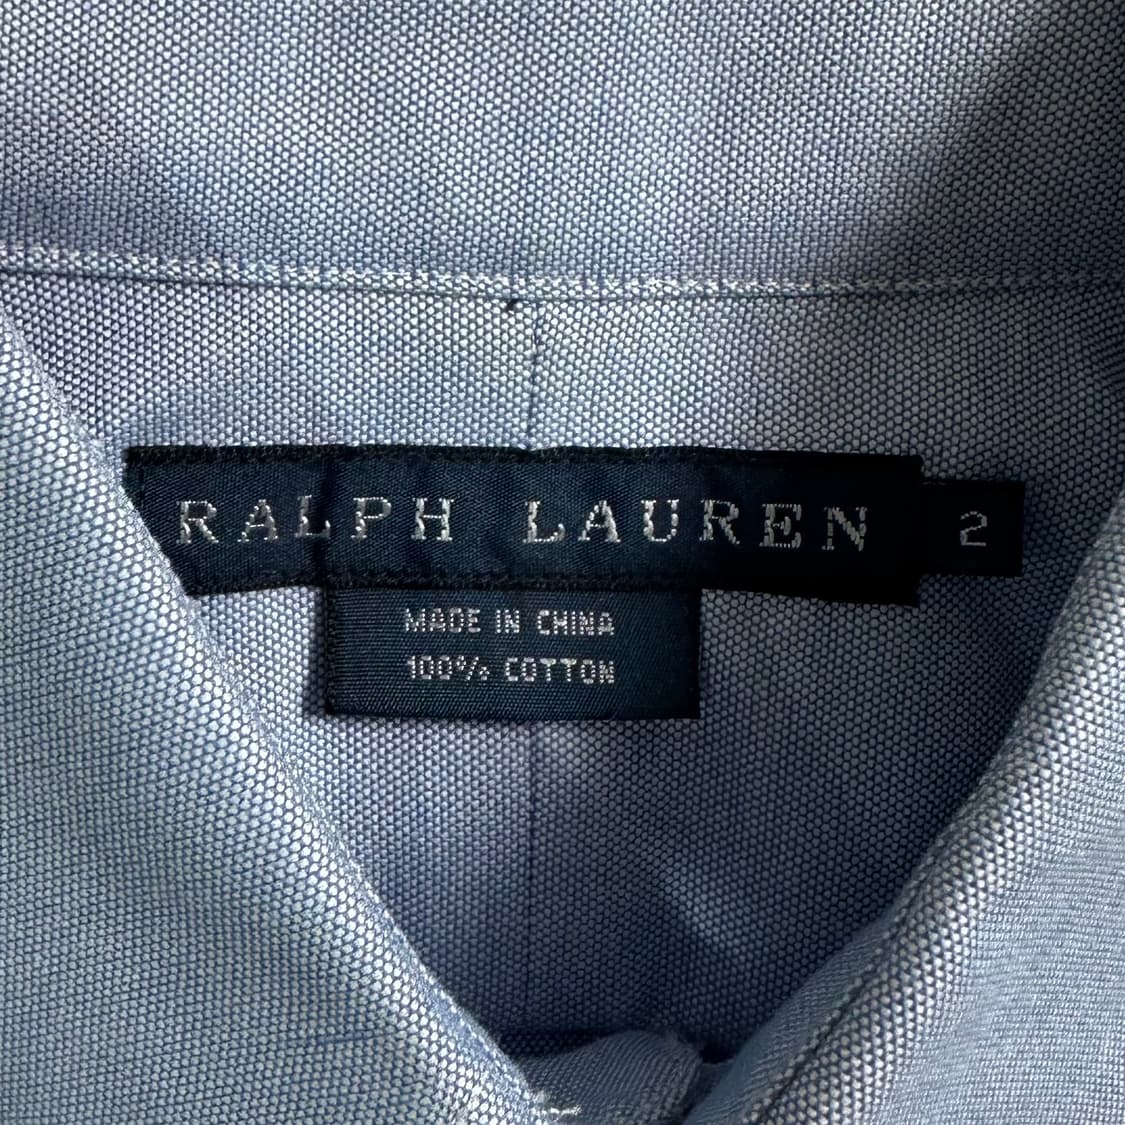 RALPH LAUREN 2
MADE IN CHINA
100% COTTON